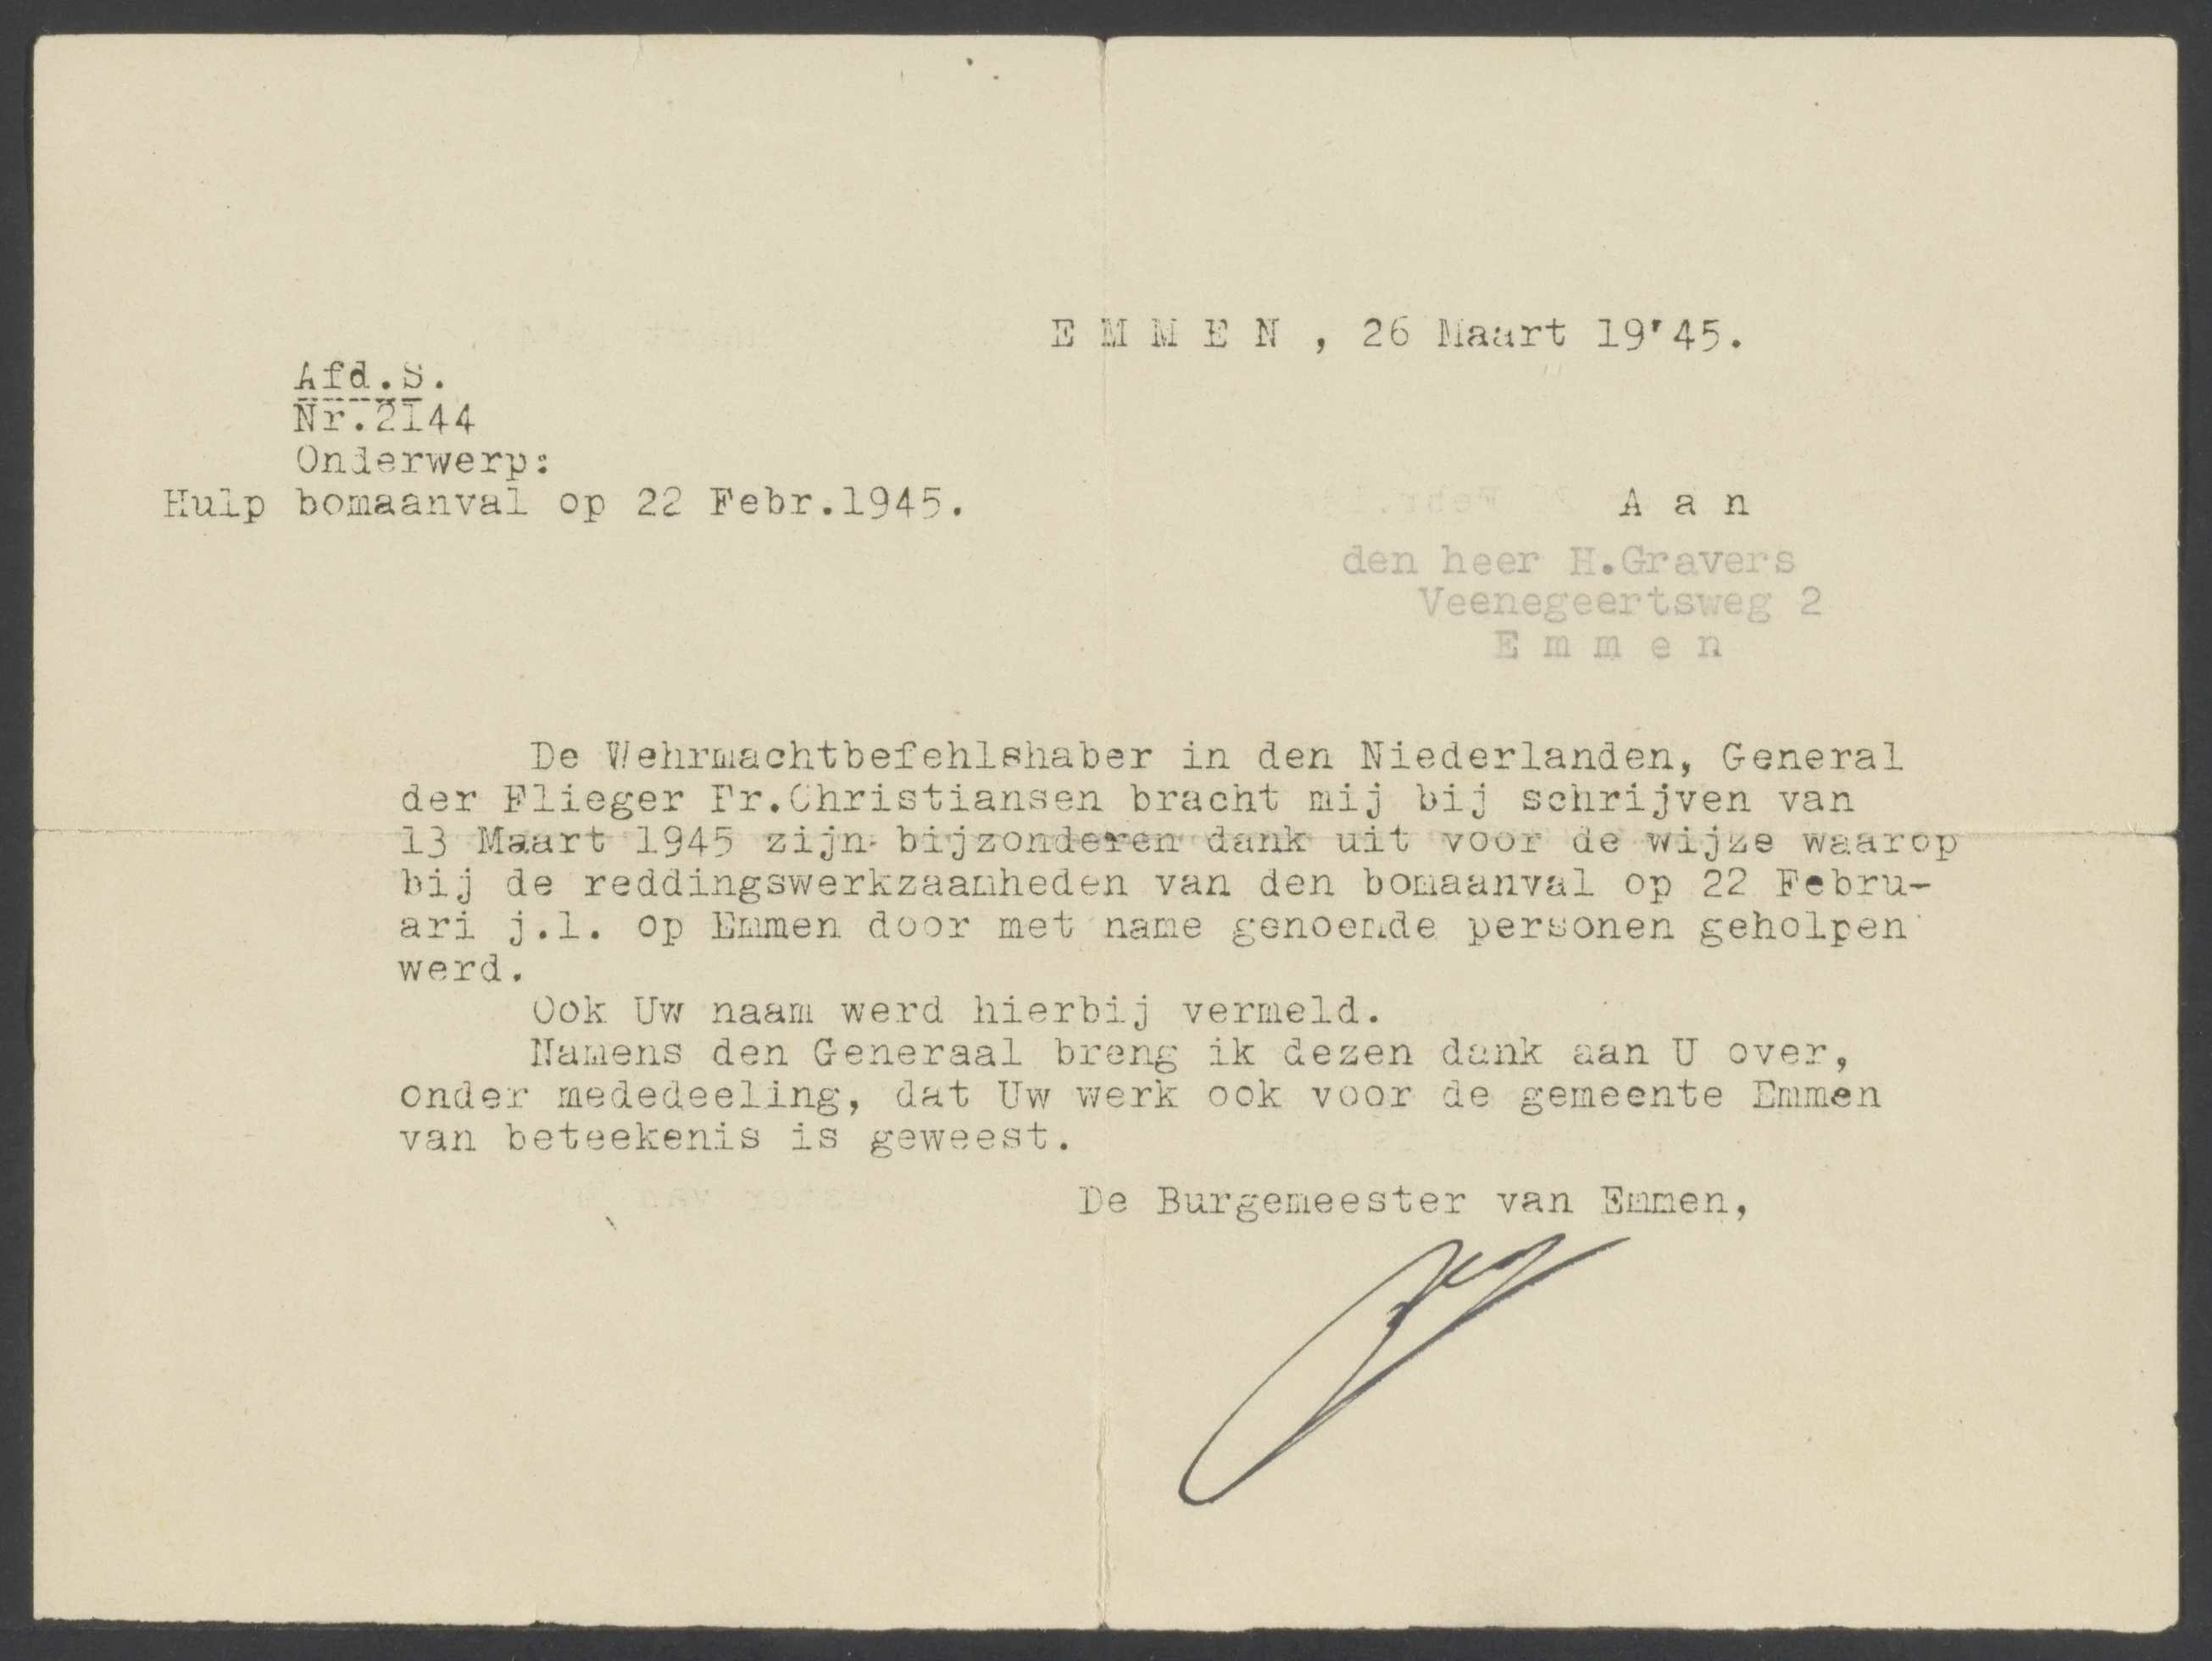 E M M E N , 26 Maart 19'45.
Afd.S.
Nr.2144
Onderwerp:
Hulp bomaanval op 22 Febr.1945.
A a n
den heer H.Gravers
Veenegeertsweg 2
E m m e n
De Wehrmachtbefehlshaber in den Niederlanden, General
der Flieger Fr.Christiansen bracht mij bij schrijven van
13 Maart 1945 zijn bijzonderen dank uit voor de wijze waarop
bij de reddingswerkzaamheden van den bomaanval op 22 Febru-
ari j.l. op Emmen door met name genoemde personen geholpen
werd.
Ook Uw naam werd hierbij vermeld.
Namens den Generaal breng ik dezen dank aan U over,
onder mededeeling, dat Uw werk ook voor de gemeente Emmen
van beteekenis is geweest.
De Burgemeester van Emmen,